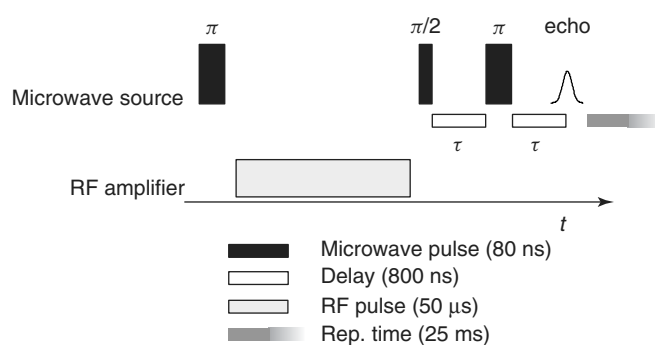 π π/2 π echo
Microwave source
τ τ
RF amplifier
t
Microwave pulse (80 ns)
Delay (800 ns)
RF pulse (50 μs)
Rep. time (25 ms)